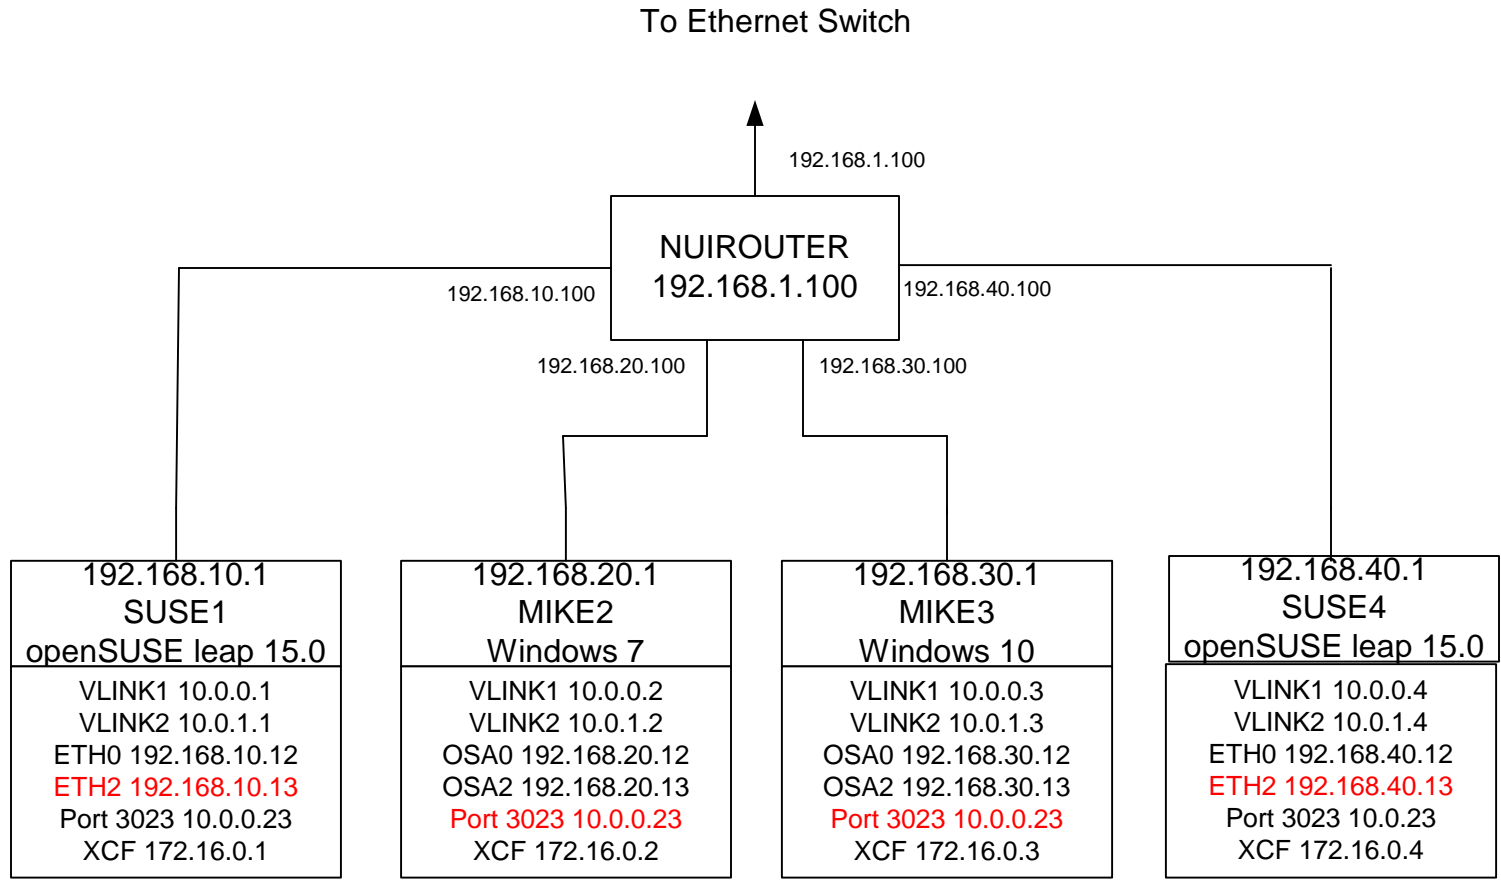 To Ethernet Switch
192.168.1.100
NUIROUTER
192.168.1.100
192.168.10.100
192.168.40.100
192.168.20.100
192.168.30.100
192.168.10.1
SUSE1
openSUSE leap 15.0
VLINK1 10.0.0.1
VLINK2 10.0.1.1
ETH0 192.168.10.12
ETH2 192.168.10.13
Port 3023 10.0.0.23
XCF 172.16.0.1
192.168.20.1
MIKE2
Windows 7
VLINK1 10.0.0.2
VLINK2 10.0.1.2
OSA0 192.168.20.12
OSA2 192.168.20.13
Port 3023 10.0.0.23
XCF 172.16.0.2
192.168.30.1
MIKE3
Windows 10
VLINK1 10.0.0.3
VLINK2 10.0.1.3
OSA0 192.168.30.12
OSA2 192.168.30.13
Port 3023 10.0.0.23
XCF 172.16.0.3
192.168.40.1
SUSE4
openSUSE leap 15.0
VLINK1 10.0.0.4
VLINK2 10.0.1.4
ETH0 192.168.40.12
ETH2 192.168.40.13
Port 3023 10.0.23
XCF 172.16.0.4